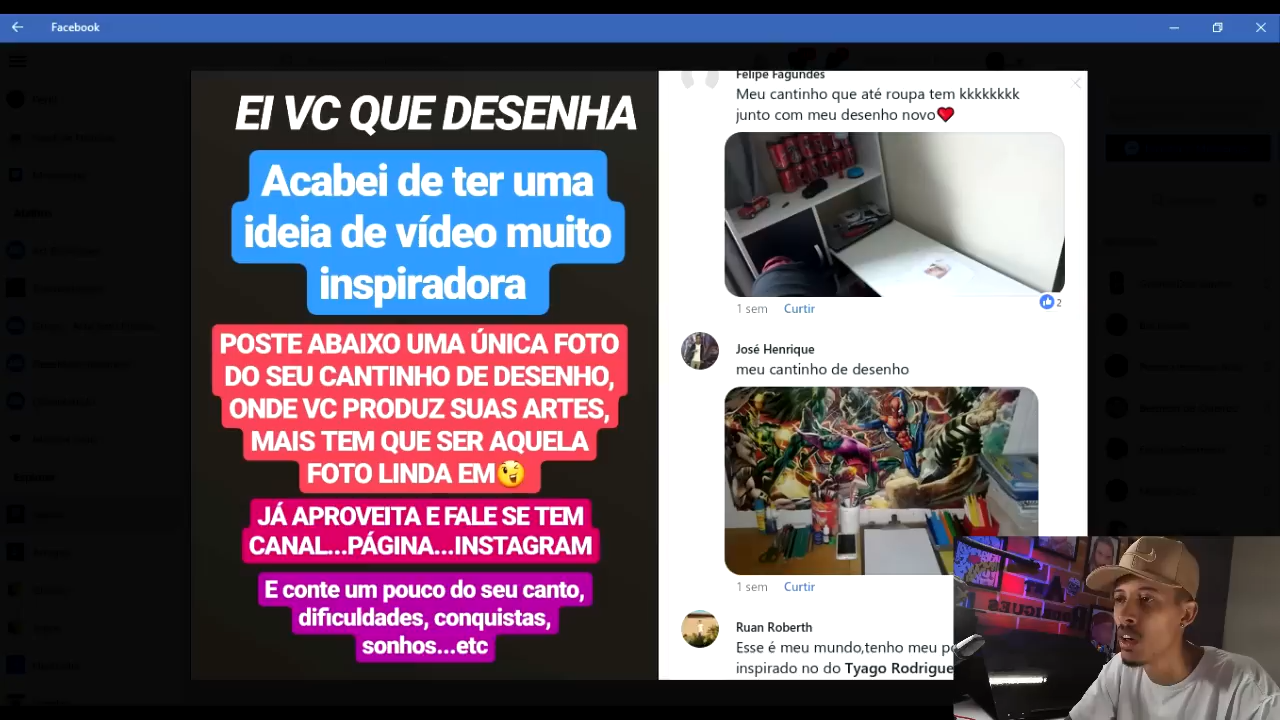 Facebook
EI VC QUE DESENHA
Acabei de ter uma
ideia de vídeo muito
inspiradora
POSTE ABAIXO UMA ÚNICA FOTO
DO SEU CANTINHO DE DESENHO,
ONDE VC PRODUZ SUAS ARTES,
MAIS TEM QUE SER AQUELA
FOTO LINDA EM😉
JÁ APROVEITA E FALE SE TEM
CANAL...PÁGINA...INSTAGRAM
E conte um pouco do seu canto,
dificuldades, conquistas,
sonhos...etc
Felipe Fagundes
Meu cantinho que até roupa tem kkkkkkkk
junto com meu desenho novo❤️
1 sem Curtir
2
José Henrique
meu cantinho de desenho
1 sem Curtir
Ruan Roberth
Esse é meu mundo,tenho meu
inspirado no do Tyago Rodrigue